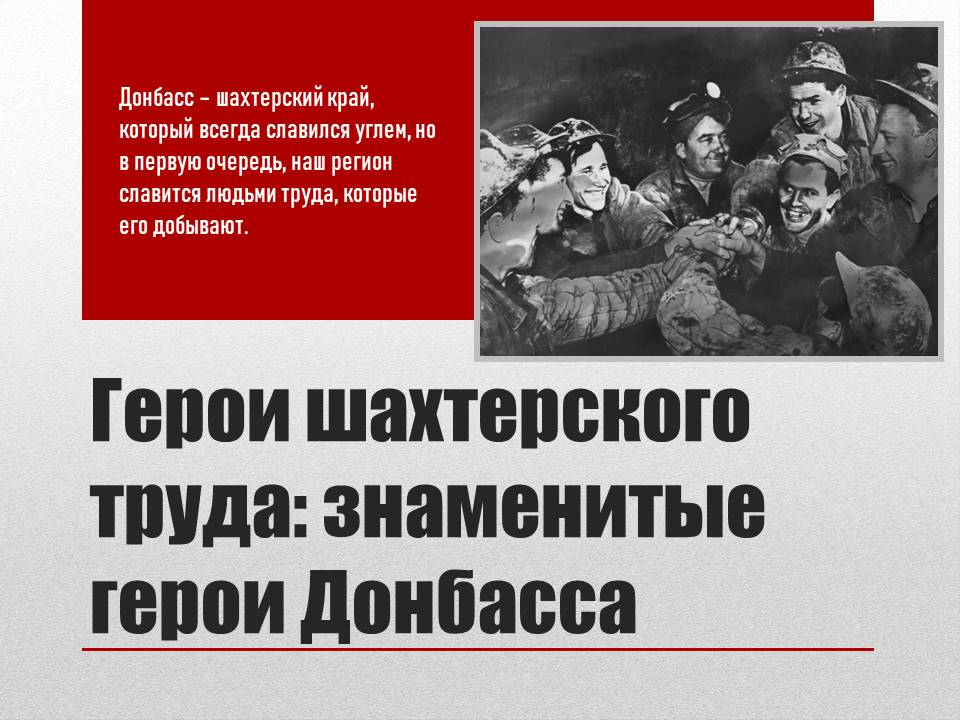 Донбасс – шахтерский край,
который всегда славился углем, но
в первую очередь, наш регион
славится людьми труда, которые
его добывают.
Герои шахтерского
труда: знаменитые
герои Донбасса